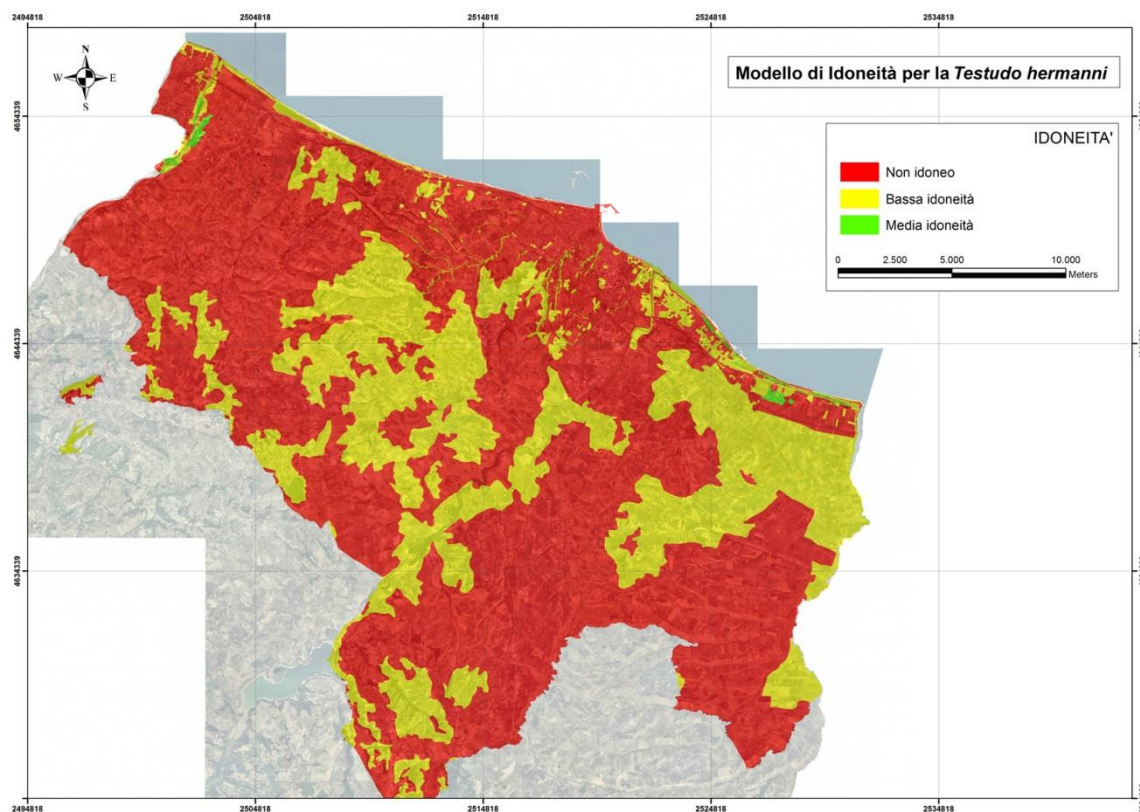 2494818 2504818 2514818 2524818 2534818
N
W E
S
Modello di Idoneità per la Testudo hermanni
4654339
IDONEITA'
Non idoneo
Bassa idoneità
Media idoneità
0 2.500 5.000 10.000
Meters
4644339
4634339
2494818 2504818 2514818 2524818 2534818